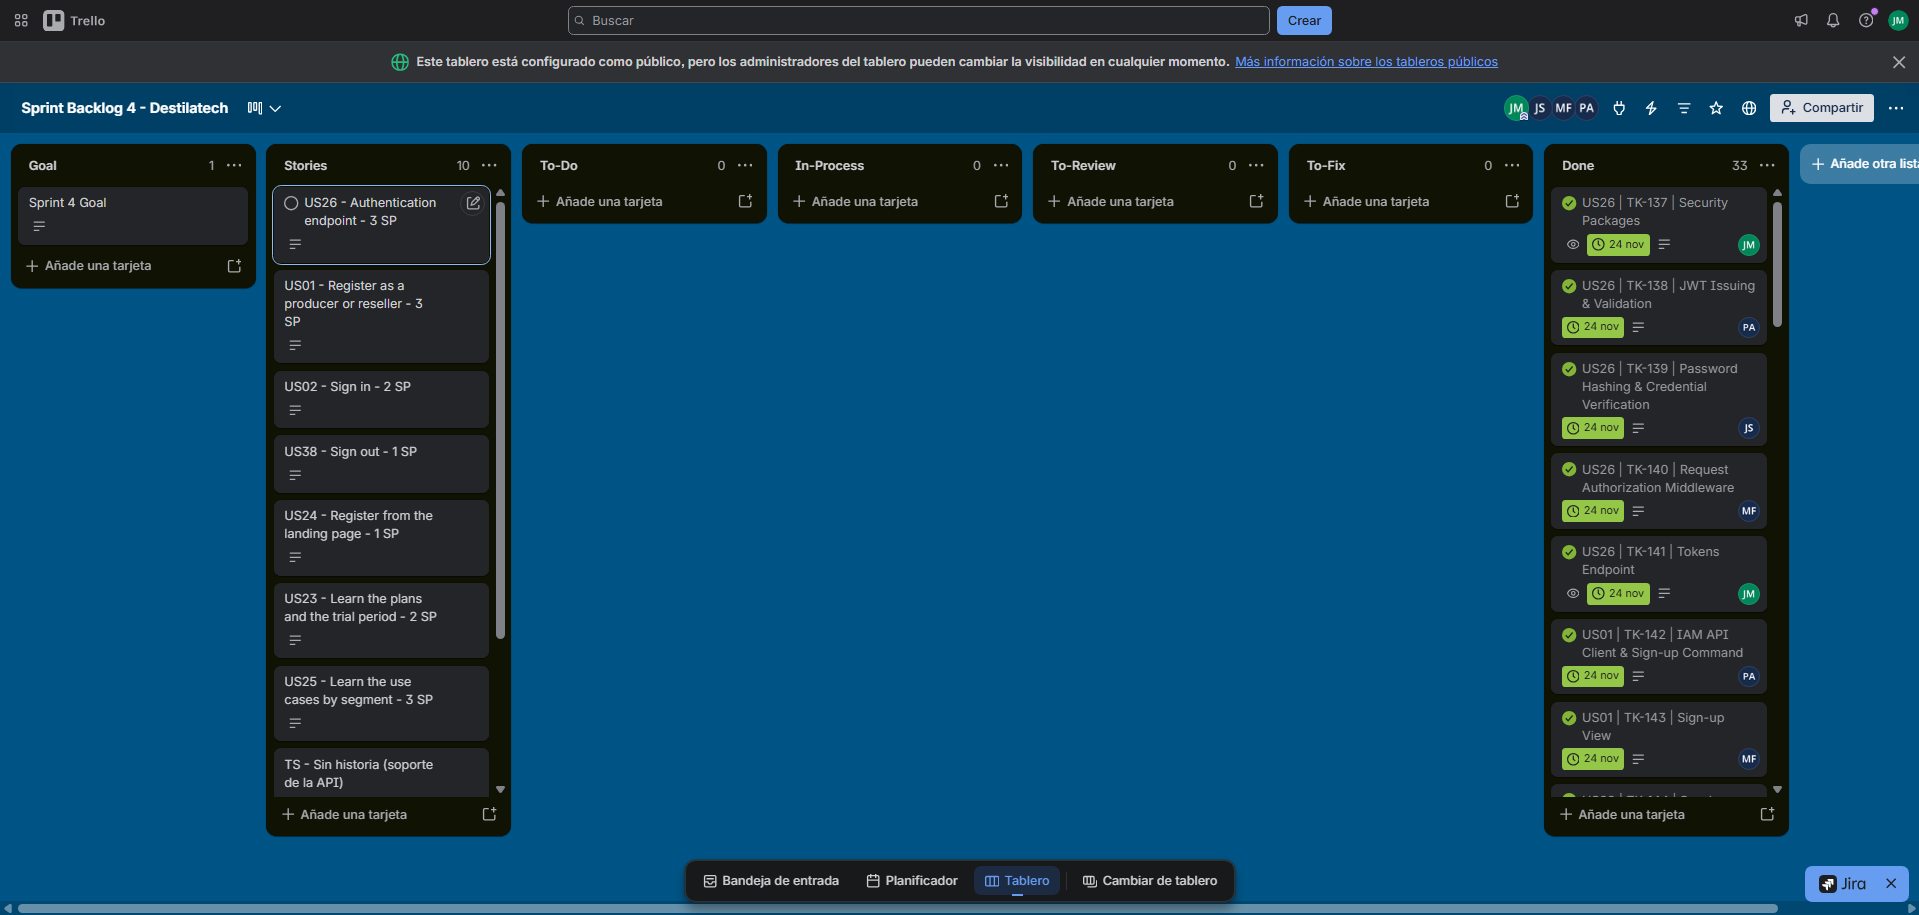 Trello
Buscar
Crear
JM
Este tablero está configurado como público, pero los administradores del tablero pueden cambiar la visibilidad en cualquier momento. Más información sobre los tableros públicos
Sprint Backlog 4 - Destilatech
JM JS MF PA
Compartir
Goal 1
Sprint 4 Goal
Añade una tarjeta
Stories 10
US26 - Authentication
endpoint - 3 SP
US01 - Register as a
producer or reseller - 3
SP
US02 - Sign in - 2 SP
US38 - Sign out - 1 SP
US24 - Register from the
landing page - 1 SP
US23 - Learn the plans
and the trial period - 2 SP
US25 - Learn the use
cases by segment - 3 SP
TS - Sin historia (soporte
de la API)
Añade una tarjeta
To-Do 0
Añade una tarjeta
In-Process 0
Añade una tarjeta
To-Review 0
Añade una tarjeta
To-Fix 0
Añade una tarjeta
Done 33
US26 | TK-137 | Security
Packages
24 nov JM
US26 | TK-138 | JWT Issuing
& Validation
24 nov PA
US26 | TK-139 | Password
Hashing & Credential
Verification
24 nov JS
US26 | TK-140 | Request
Authorization Middleware
24 nov MF
US26 | TK-141 | Tokens
Endpoint
24 nov JM
US01 | TK-142 | IAM API
Client & Sign-up Command
24 nov PA
US01 | TK-143 | Sign-up
View
24 nov MF
Añade una tarjeta
Añade otra lista
Bandeja de entrada
Planificador
Tablero
Cambiar de tablero
Jira